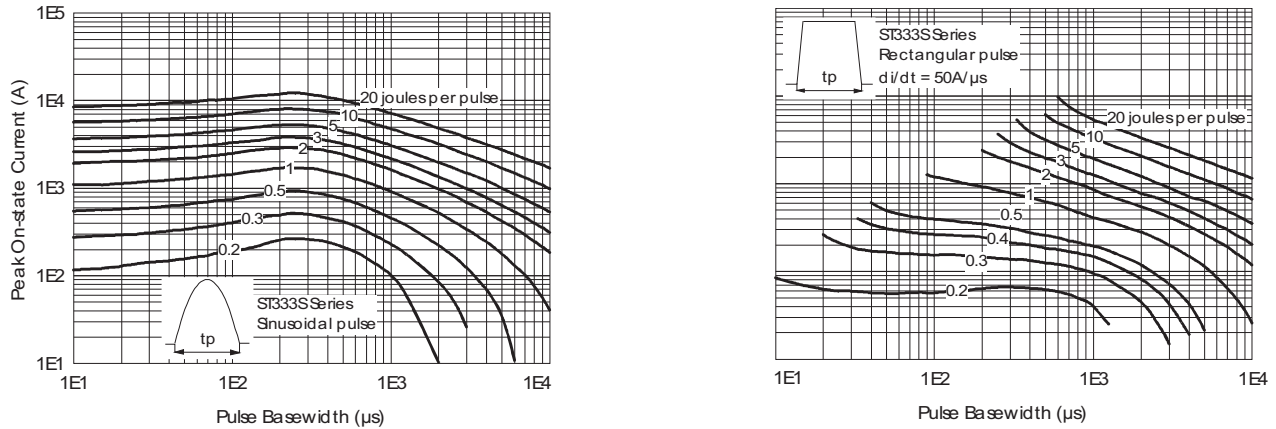 1E5
1E4
1E3
1E2
1E1
Peak On-state Current (A)
20 joules per pulse
10
5
3
2
1
0.5
0.3
0.2
tp
ST333S Series
Sinusoidal pulse
1E1 1E2 1E3 1E4
Pulse Basewidth (µs)
tp
ST333S Series
Rectangular pulse
di/dt = 50A/µs
20 joules per pulse
10
5
3
2
1
0.5
0.4
0.3
0.2
1E1 1E2 1E3 1E4
Pulse Basewidth (µs)